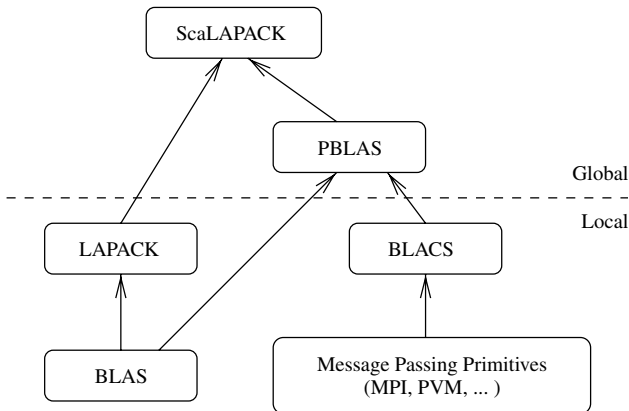 ScaLAPACK
PBLAS
Global
Local
LAPACK
BLACS
BLAS
Message Passing Primitives
(MPI, PVM, ... )